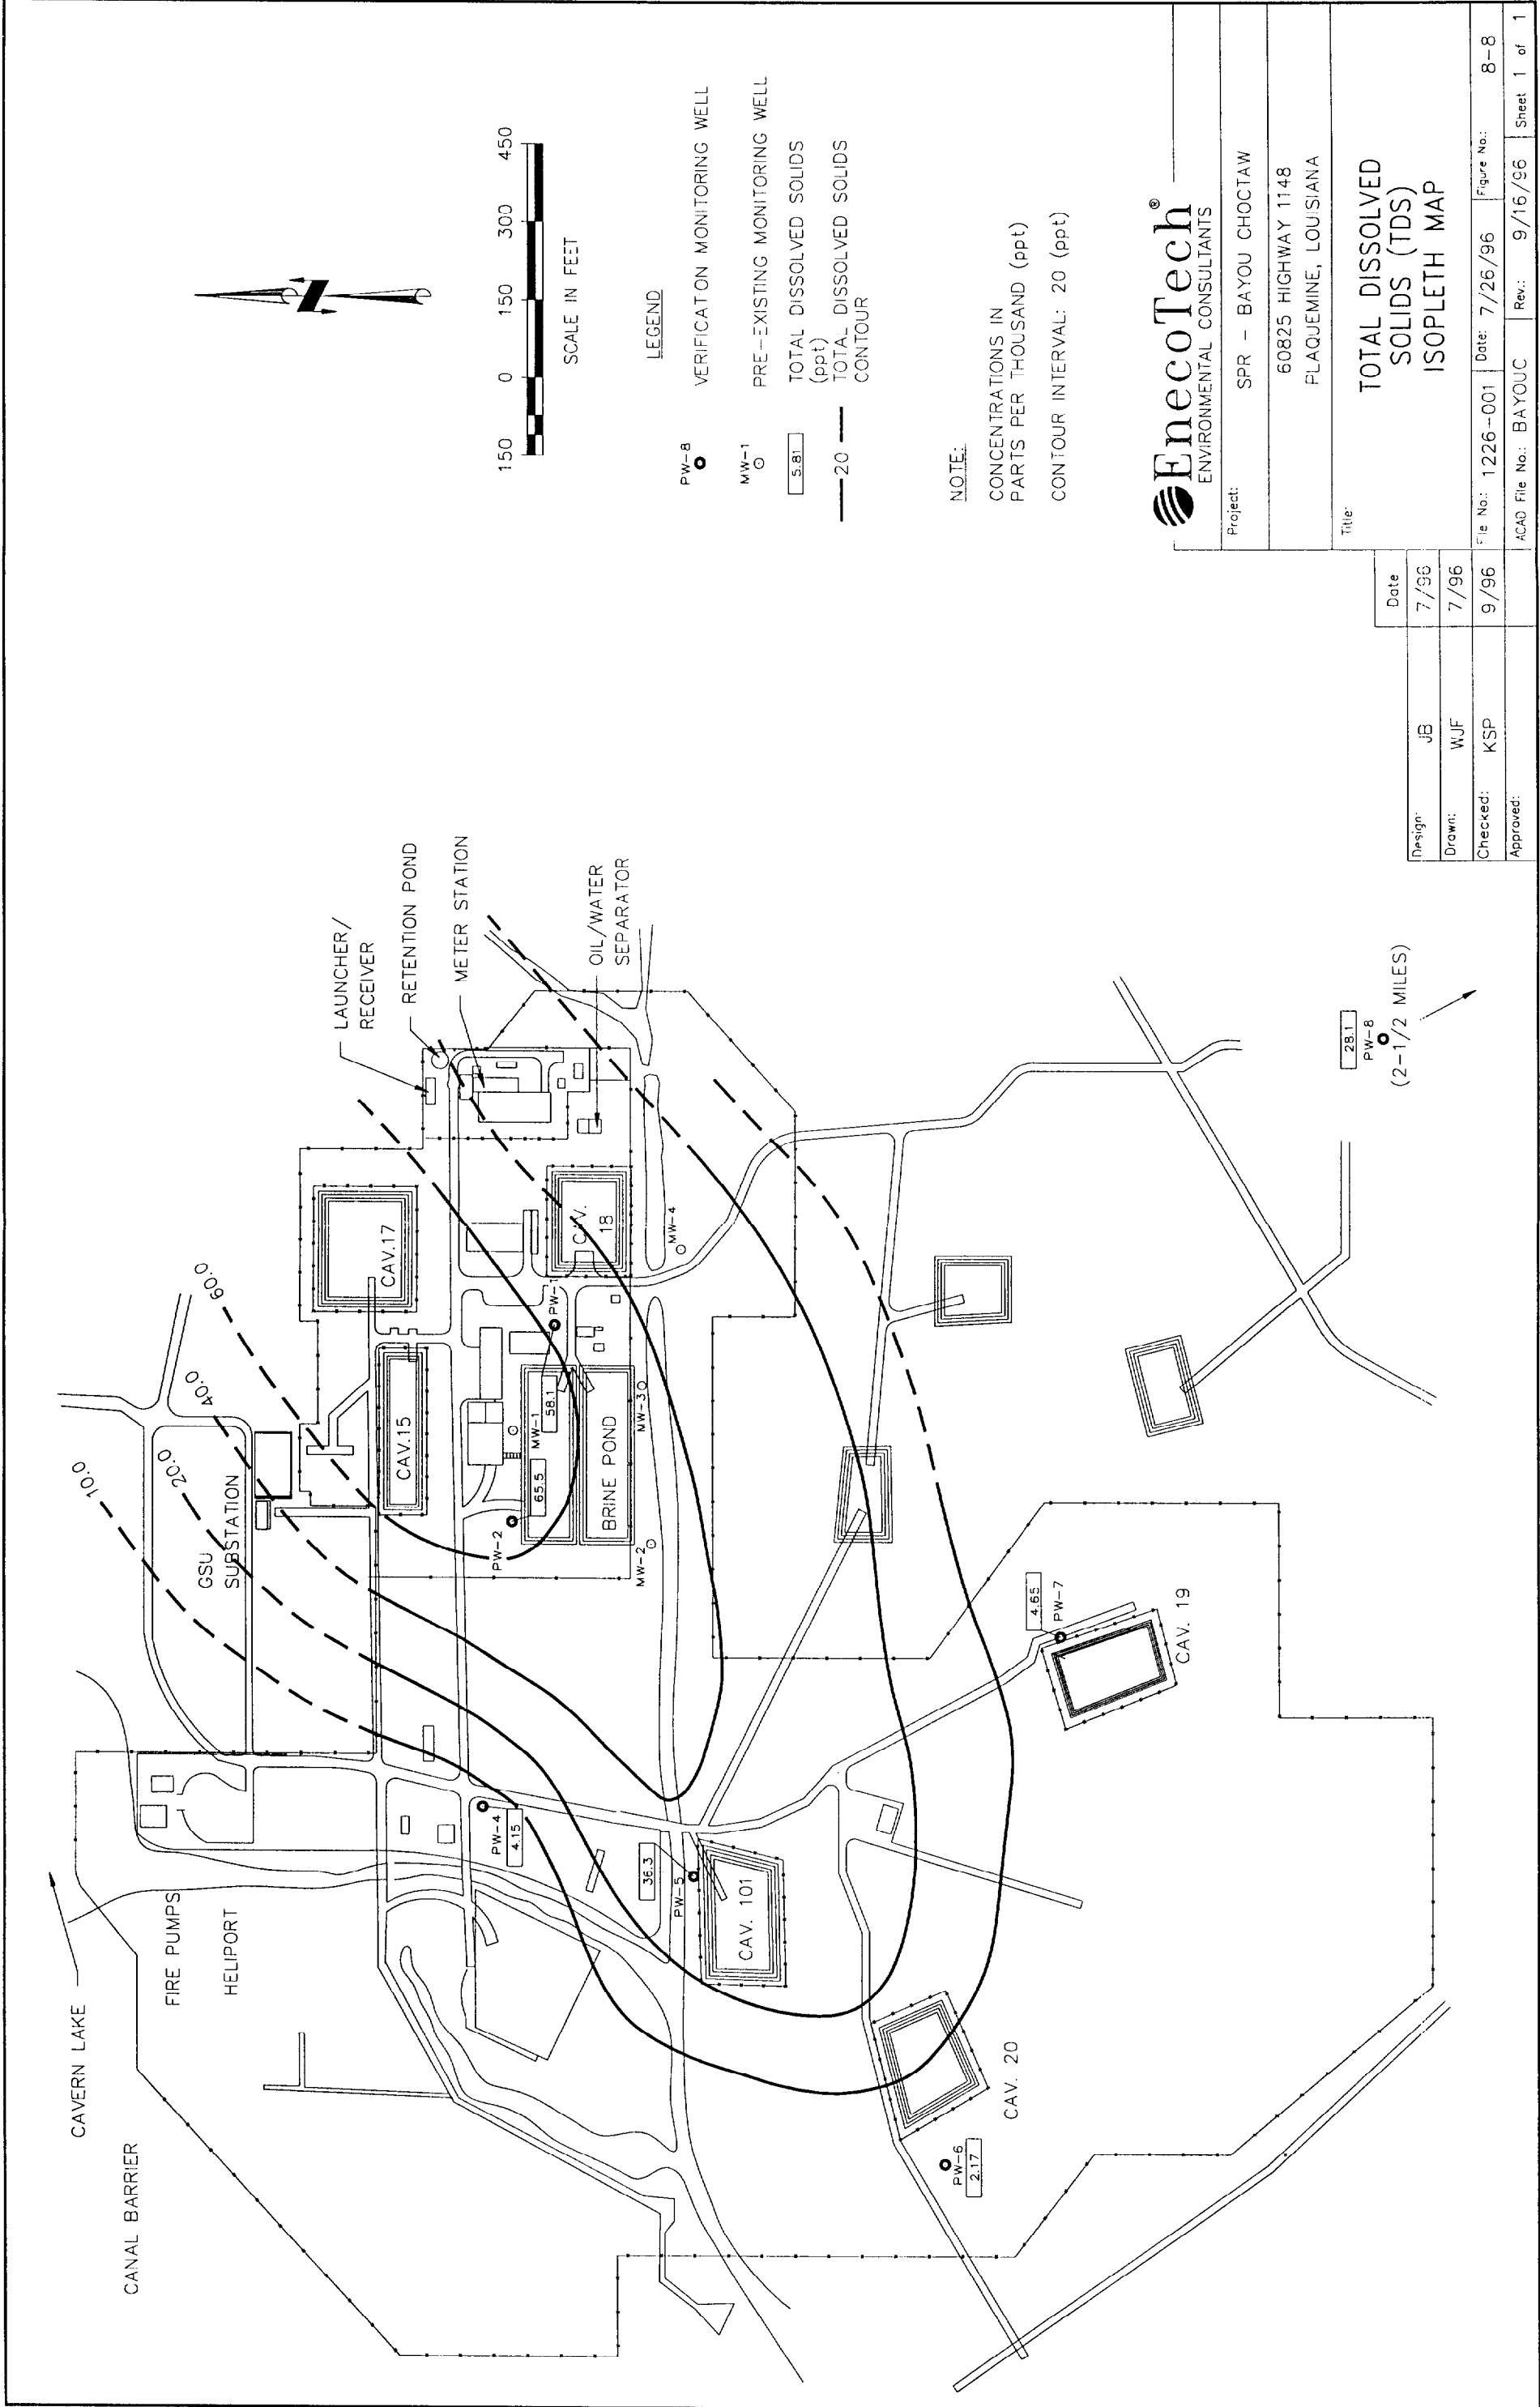 CAVERN LAKE
CANAL BARRIER
FIRE PUMPS
HELIPORT
GSU
SUBSTATION
10.0
20.0
40.0
60.0
LAUNCHER/
RECEIVER
RETENTION POND
METER STATION
OIL/WATER
SEPARATOR
CAV.17
CAV.15
CAV.
18
BRINE POND
PW-1
58.1
MW-1
65.5
PW-2
MW-2
MW-3
MW-4
PW-4
4.15
36.3
PW-5
CAV. 101
4.65
PW-7
CAV. 19
CAV. 20
PW-6
2.17
28.1
PW-8
(2-1/2 MILES)
150 0 150 300 450
SCALE IN FEET
LEGEND
PW-8 VERIFICATION MONITORING WELL
MW-1 PRE-EXISTING MONITORING WELL
5.81 TOTAL DISSOLVED SOLIDS
(ppt)
20 TOTAL DISSOLVED SOLIDS
CONTOUR
NOTE:
CONCENTRATIONS IN
PARTS PER THOUSAND (ppt)
CONTOUR INTERVAL: 20 (ppt)
EnecoTech®
ENVIRONMENTAL CONSULTANTS
Project: SPR - BAYOU CHOCTAW
60825 HIGHWAY 1148
PLAQUEMINE, LOUISIANA
Title:
TOTAL DISSOLVED
SOLIDS (TDS)
ISOPLETH MAP
Date
Design: JB 7/96
Drawn: WJF 7/96
Checked: KSP 9/96
Approved:
File No.: 1226-001 Date: 7/26/96 Figure No.: 8-8
ACAD File No.: BAYOUC Rev.: 9/16/96 Sheet 1 of 1